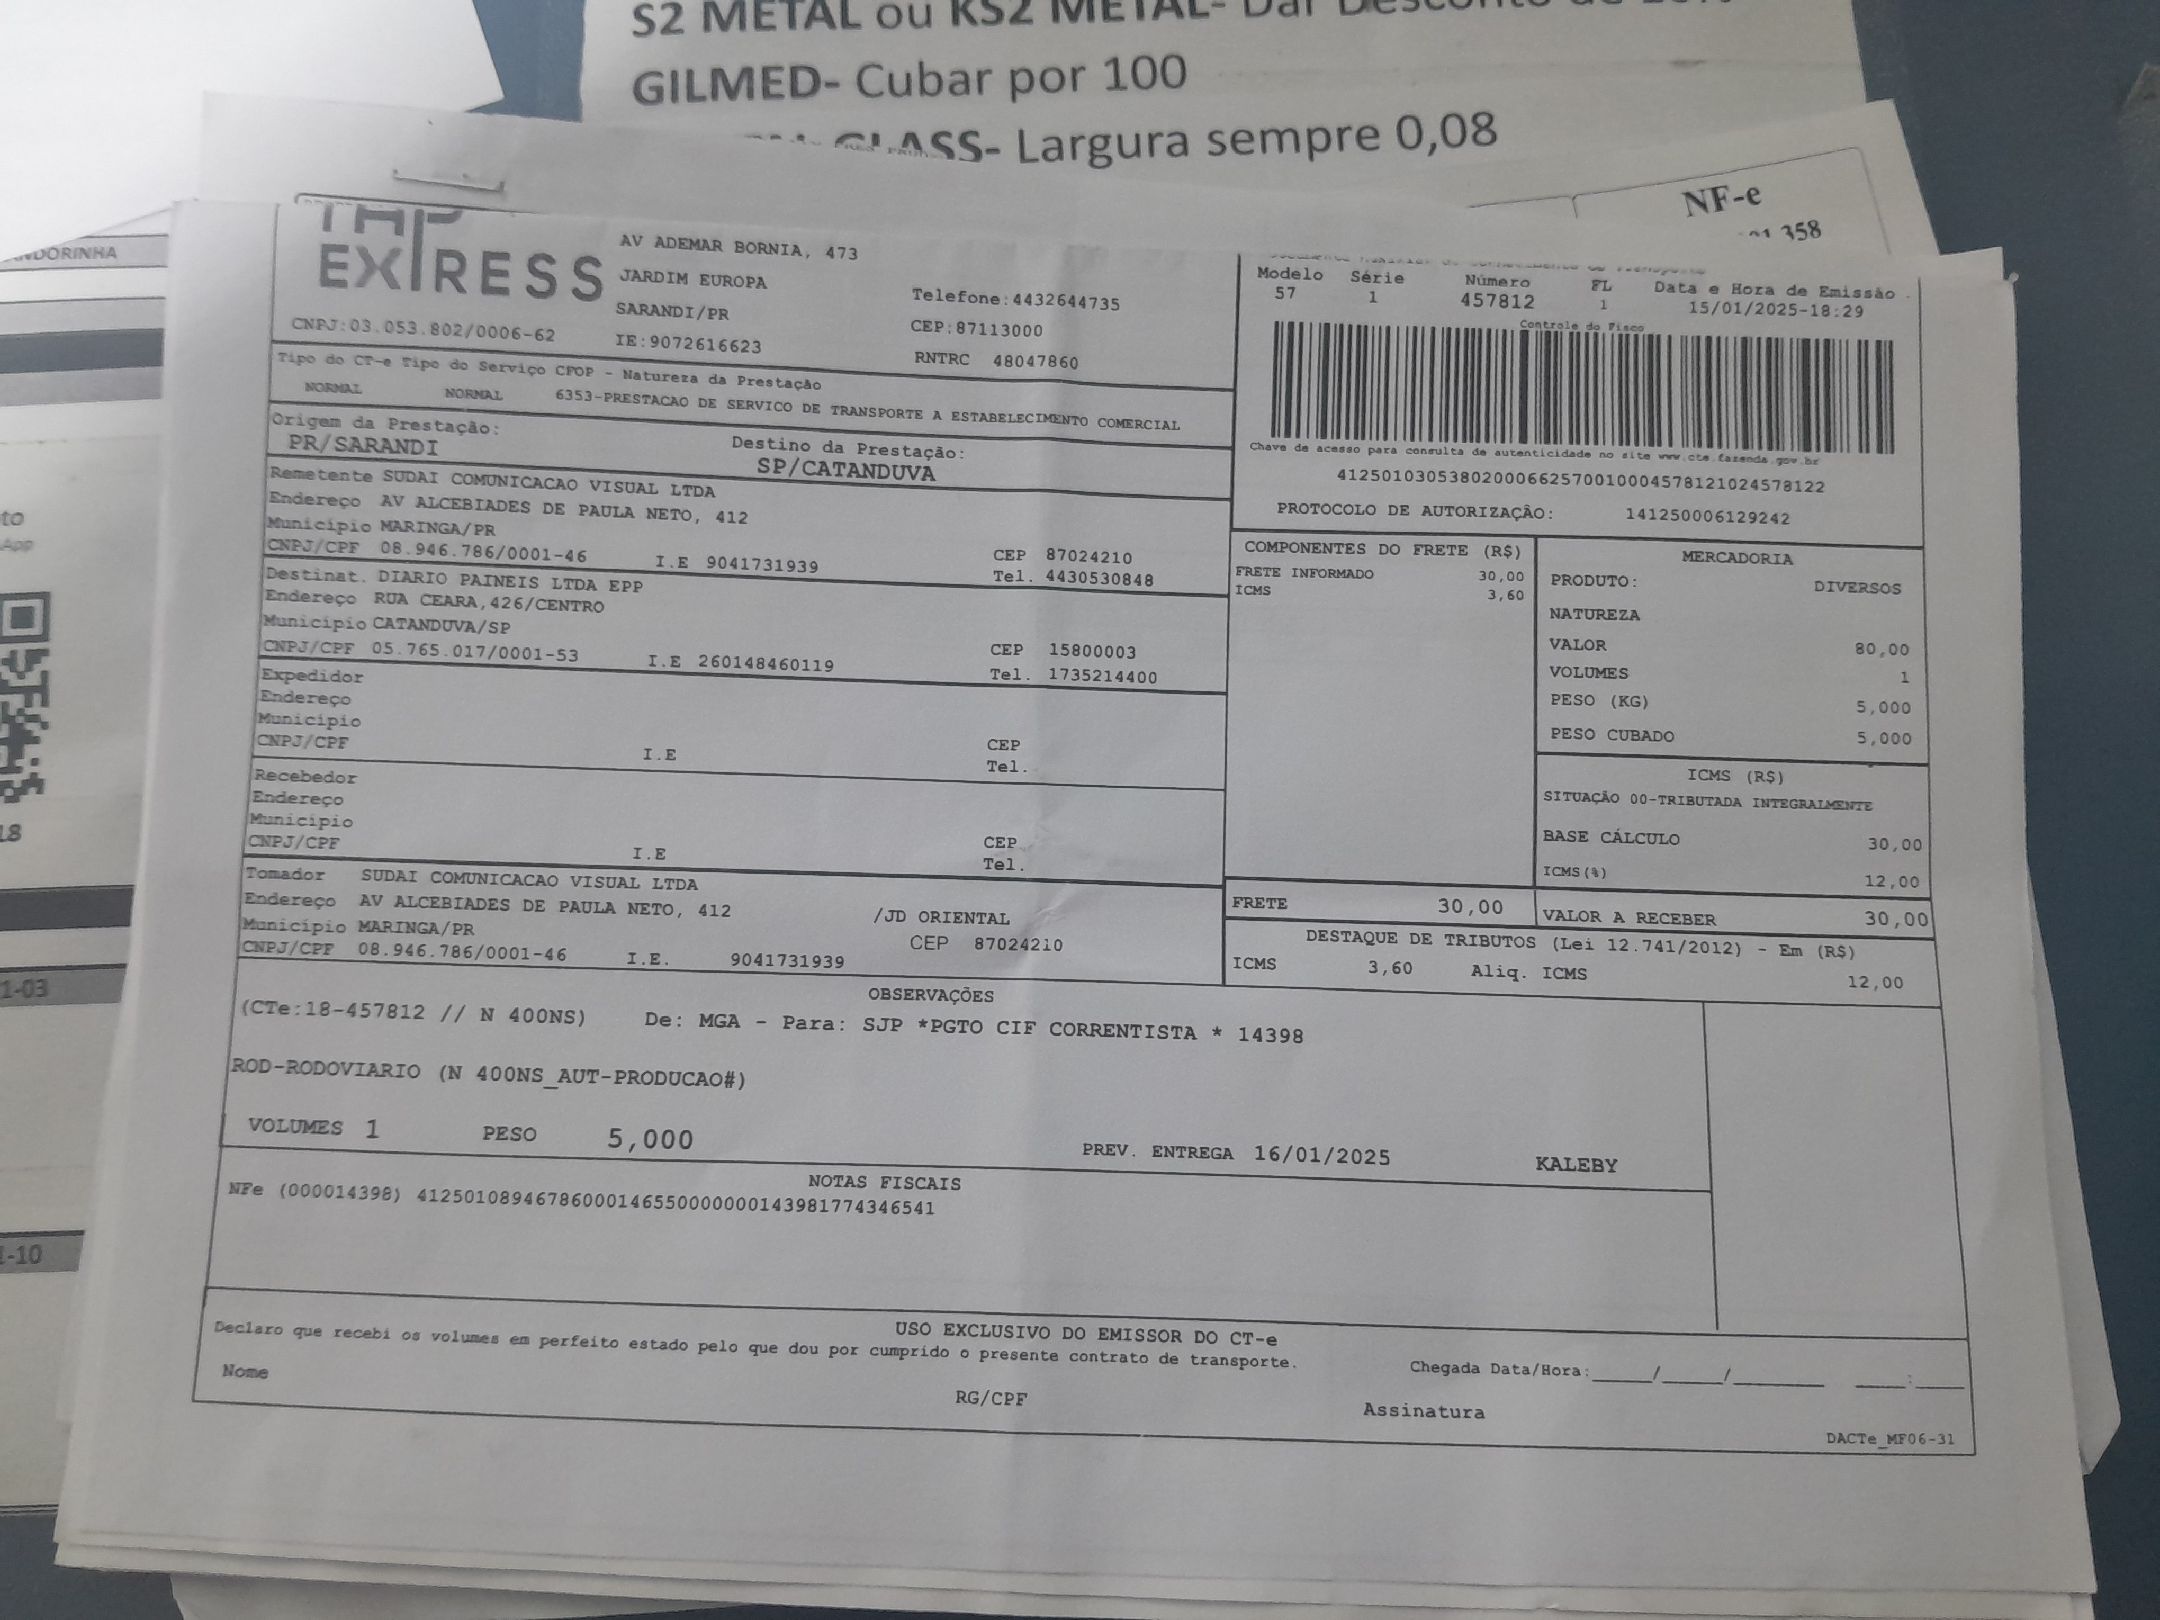 S2 METAL ou KS2 METAL- Dar Desconto de
GILMED- Cubar por 100
GLASS- Largura sempre 0,08
NF-e
358
EXPRESS
CNPJ:03.053.802/0006-62
AV ADEMAR BORNIA, 473
JARDIM EUROPA
SARANDI/PR
IE:9072616623
Telefone:4432644735
CEP:87113000
RNTRC 48047860
Modelo Série Número FL Data e Hora de Emissão
57 1 457812 1 15/01/2025-18:29
Controle do Fisco
Chave de acesso para consulta de autenticidade no site www.cte.fazenda.gov.br
41250103053802000662570010004578121024578122
PROTOCOLO DE AUTORIZAÇÃO: 141250006129242
Tipo do CT-e Tipo do Serviço CFOP - Natureza da Prestação
NORMAL NORMAL 6353-PRESTACAO DE SERVICO DE TRANSPORTE A ESTABELECIMENTO COMERCIAL
Origem da Prestação: Destino da Prestação:
PR/SARANDI SP/CATANDUVA
Remetente SUDAI COMUNICACAO VISUAL LTDA
Endereço AV ALCEBIADES DE PAULA NETO, 412
Município MARINGA/PR CEP 87024210
CNPJ/CPF 08.946.786/0001-46 I.E 9041731939 Tel. 4430530848
Destinat. DIARIO PAINEIS LTDA EPP
Endereço RUA CEARA,426/CENTRO
Município CATANDUVA/SP CEP 15800003
CNPJ/CPF 05.765.017/0001-53 I.E 260148460119 Tel. 1735214400
Expedidor
Endereço
Município CEP
CNPJ/CPF I.E Tel.
Recebedor
Endereço
Município CEP
CNPJ/CPF I.E Tel.
Tomador SUDAI COMUNICACAO VISUAL LTDA
Endereço AV ALCEBIADES DE PAULA NETO, 412 /JD ORIENTAL
Município MARINGA/PR CEP 87024210
CNPJ/CPF 08.946.786/0001-46 I.E. 9041731939
COMPONENTES DO FRETE (R$)
FRETE INFORMADO 30,00
ICMS 3,60
MERCADORIA
PRODUTO: DIVERSOS
NATUREZA
VALOR 80,00
VOLUMES 1
PESO (KG) 5,000
PESO CUBADO 5,000
ICMS (R$)
SITUAÇÃO 00-TRIBUTADA INTEGRALMENTE
BASE CÁLCULO 30,00
ICMS(%) 12,00
FRETE 30,00 VALOR A RECEBER 30,00
DESTAQUE DE TRIBUTOS (Lei 12.741/2012) - Em (R$)
ICMS 3,60 Aliq. ICMS 12,00
OBSERVAÇÕES
(CTe:18-457812 // N 400NS) De: MGA - Para: SJP *PGTO CIF CORRENTISTA * 14398
ROD-RODOVIARIO (N 400NS_AUT-PRODUCAO#)
VOLUMES 1 PESO 5,000 PREV. ENTREGA 16/01/2025 KALEBY
NOTAS FISCAIS
NFe (000014398) 41250108946786000146550000000143981774346541
USO EXCLUSIVO DO EMISSOR DO CT-e
Declaro que recebi os volumes em perfeito estado pelo que dou por cumprido o presente contrato de transporte.
Chegada Data/Hora:_____/_____/________ ____:____
Nome RG/CPF Assinatura
DACTe_MF06-31
DORINHA
to
App
18
1-03
1-10